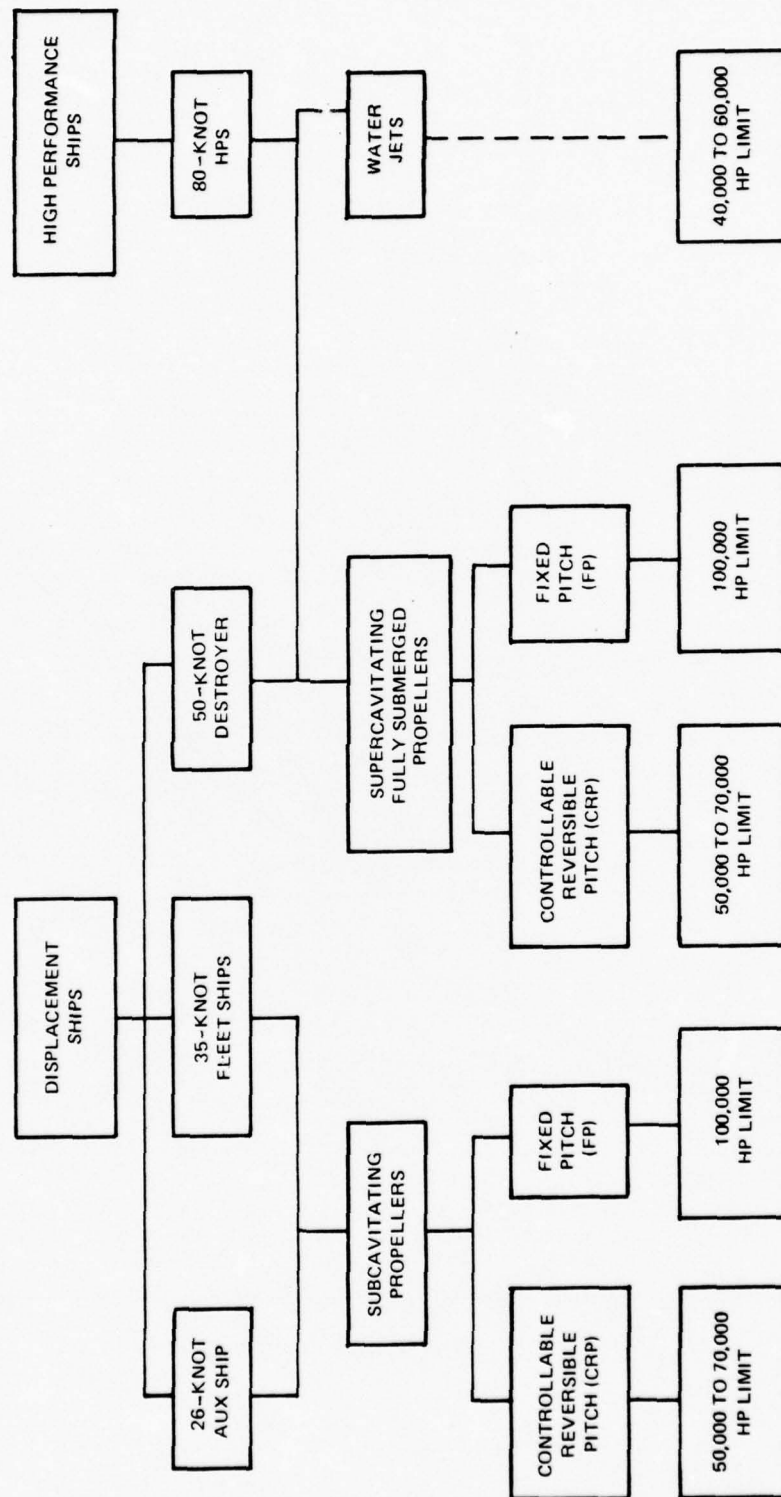 DISPLACEMENT
SHIPS
HIGH PERFORMANCE
SHIPS
26-KNOT
AUX SHIP
35-KNOT
FLEET SHIPS
50-KNOT
DESTROYER
80-KNOT
HPS
SUBCAVITATING
PROPELLERS
SUPERCAVITATING
FULLY SUBMERGED
PROPELLERS
WATER
JETS
CONTROLLABLE
REVERSIBLE
PITCH (CRP)
FIXED
PITCH
(FP)
CONTROLLABLE
REVERSIBLE
PITCH (CRP)
FIXED
PITCH
(FP)
50,000 TO 70,000
HP LIMIT
100,000
HP LIMIT
50,000 TO 70,000
HP LIMIT
100,000
HP LIMIT
40,000 TO 60,000
HP LIMIT